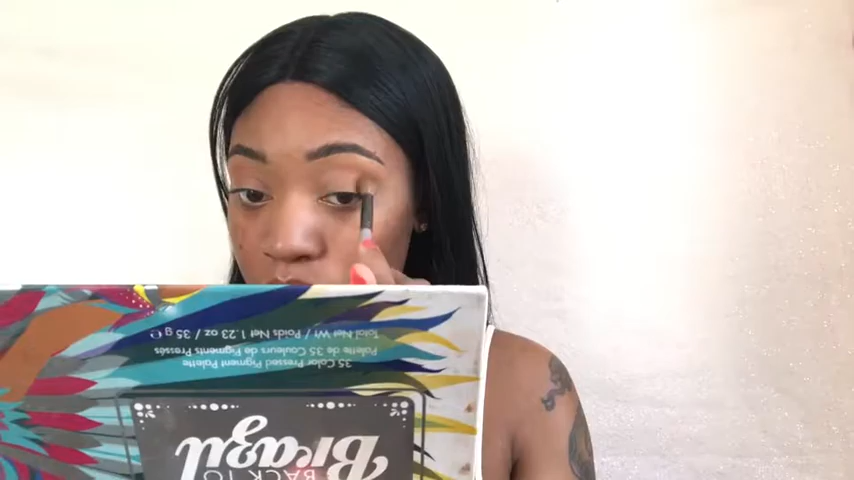 BACK TO
Brazil
35 Color Pressed Pigment Palette
Palette de 35 Couleurs Pigments Pressés
Total Net Wt / Poids Net 1.23 oz / 35 g ℮